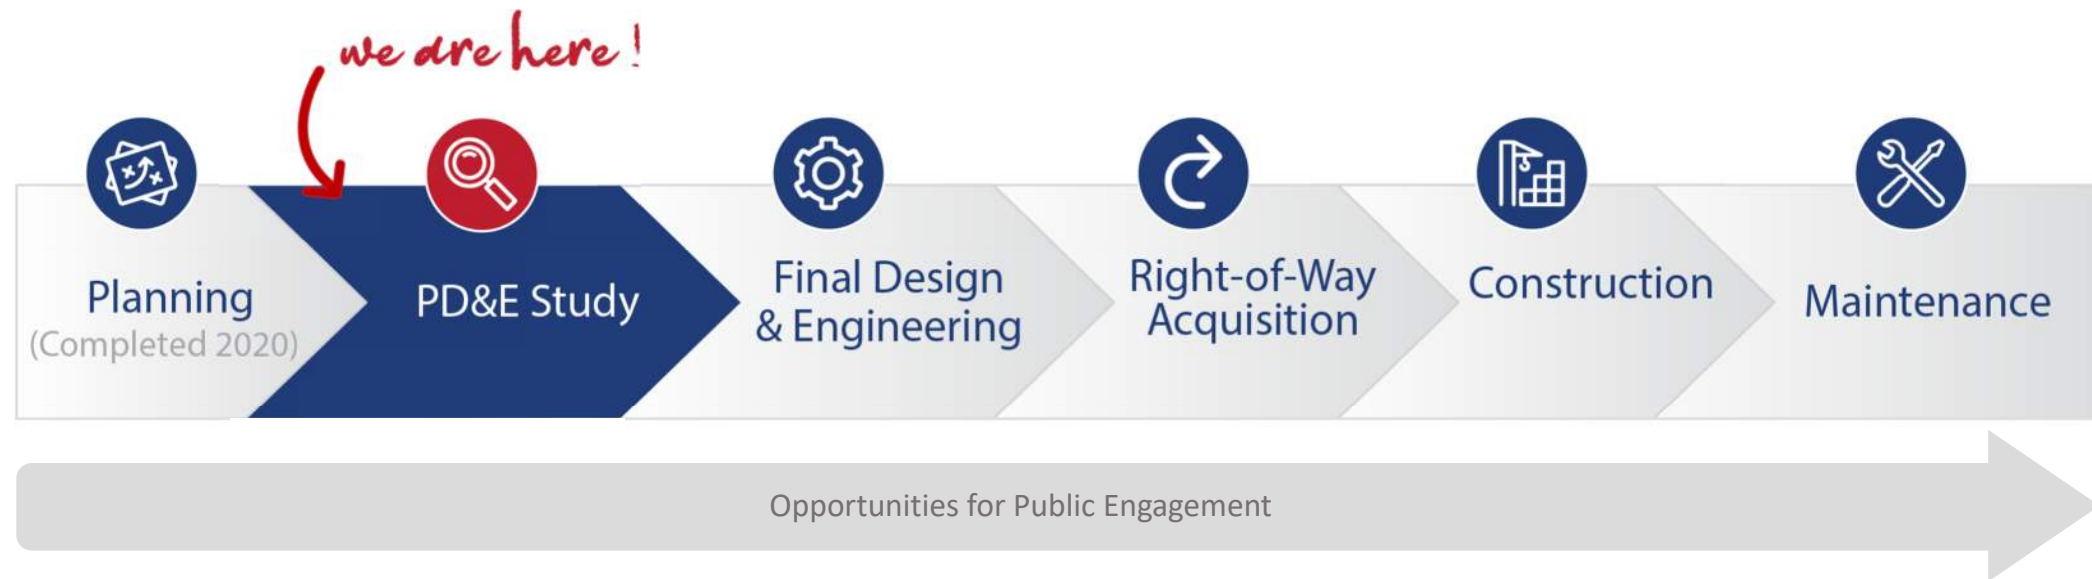 we are here!
Planning
(Completed 2020)
PD&E Study
Final Design
& Engineering
Right-of-Way
Acquisition
Construction
Maintenance
Opportunities for Public Engagement